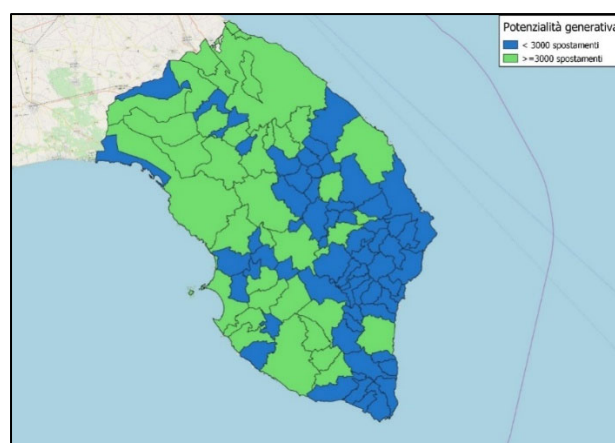 Potenzialità generativa
< 3000 spostamenti
>=3000 spostamenti